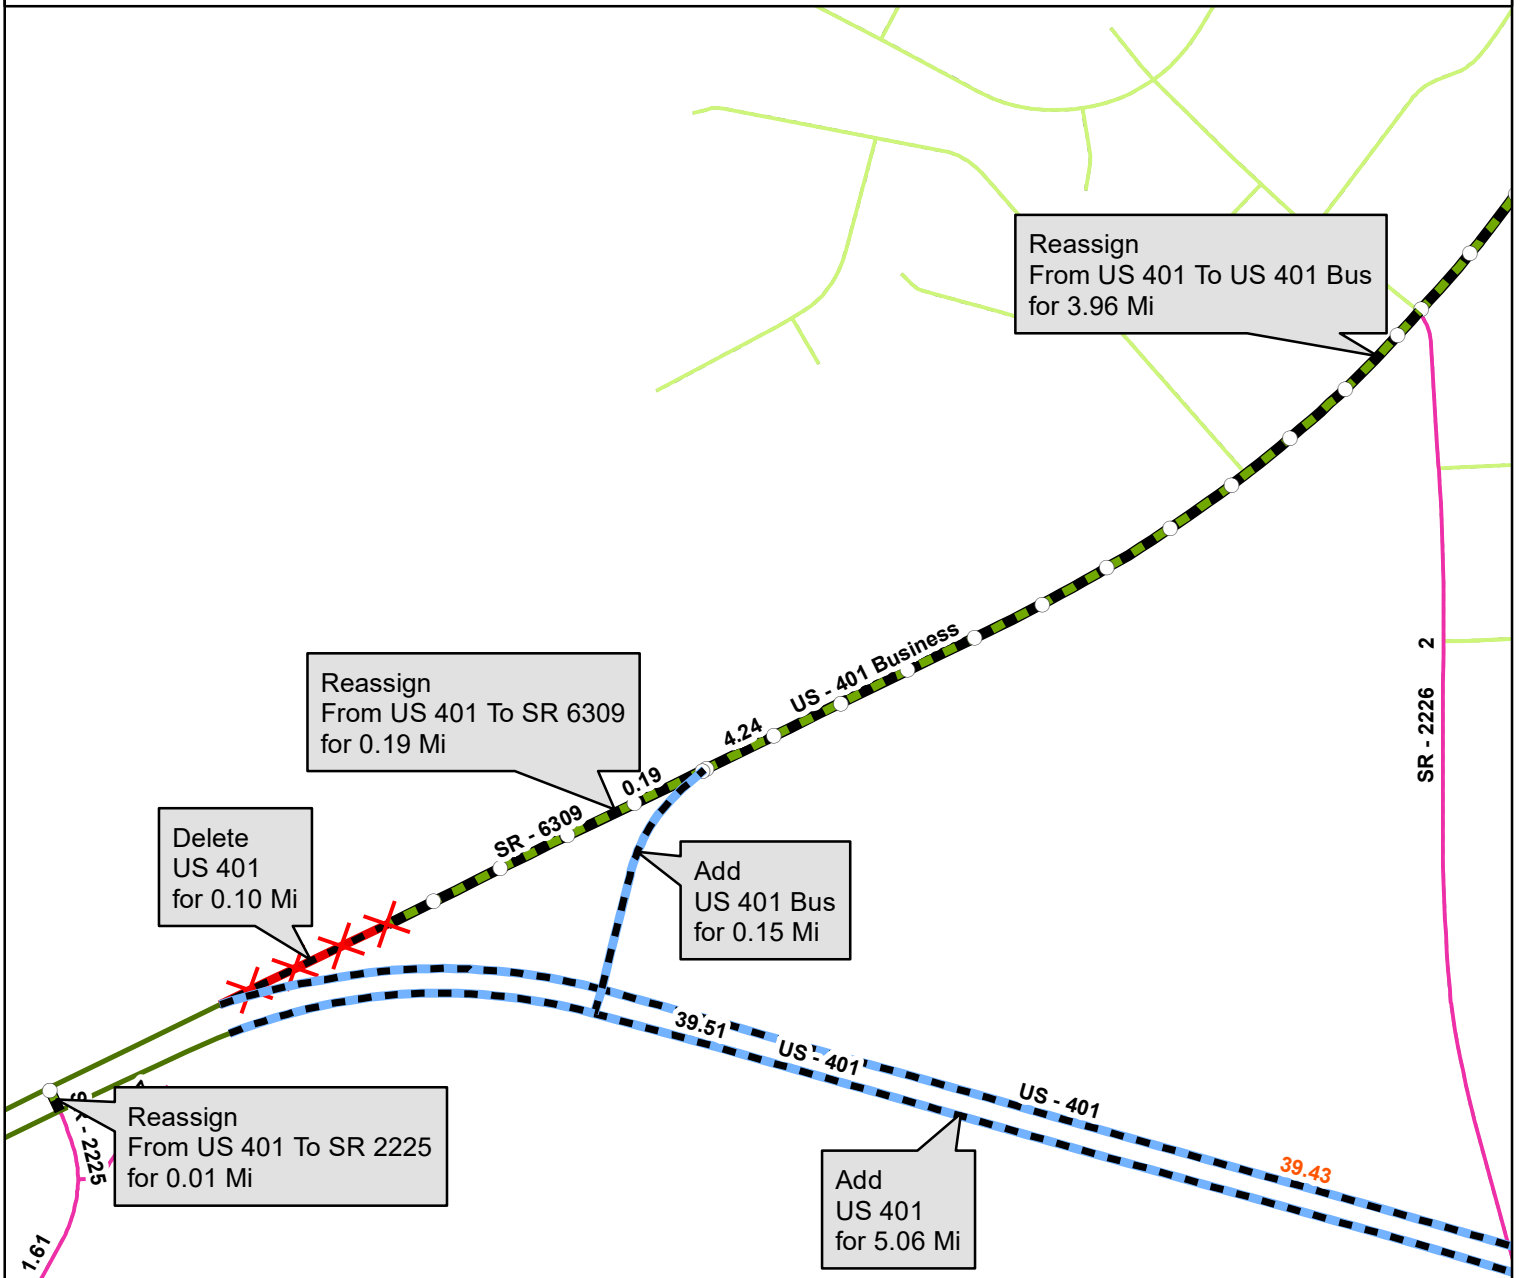 Reassign
From US 401 To US 401 Bus
for 3.96 Mi
US - 401 Business
4.24
Reassign
From US 401 To SR 6309
for 0.19 Mi
0.19
SR - 6309
SR - 2226
2
Delete
US 401
for 0.10 Mi
Add
US 401 Bus
for 0.15 Mi
39.51
US - 401
US - 401
39.43
Reassign
From US 401 To SR 2225
for 0.01 Mi
SR - 2225
1.61
Add
US 401
for 5.06 Mi